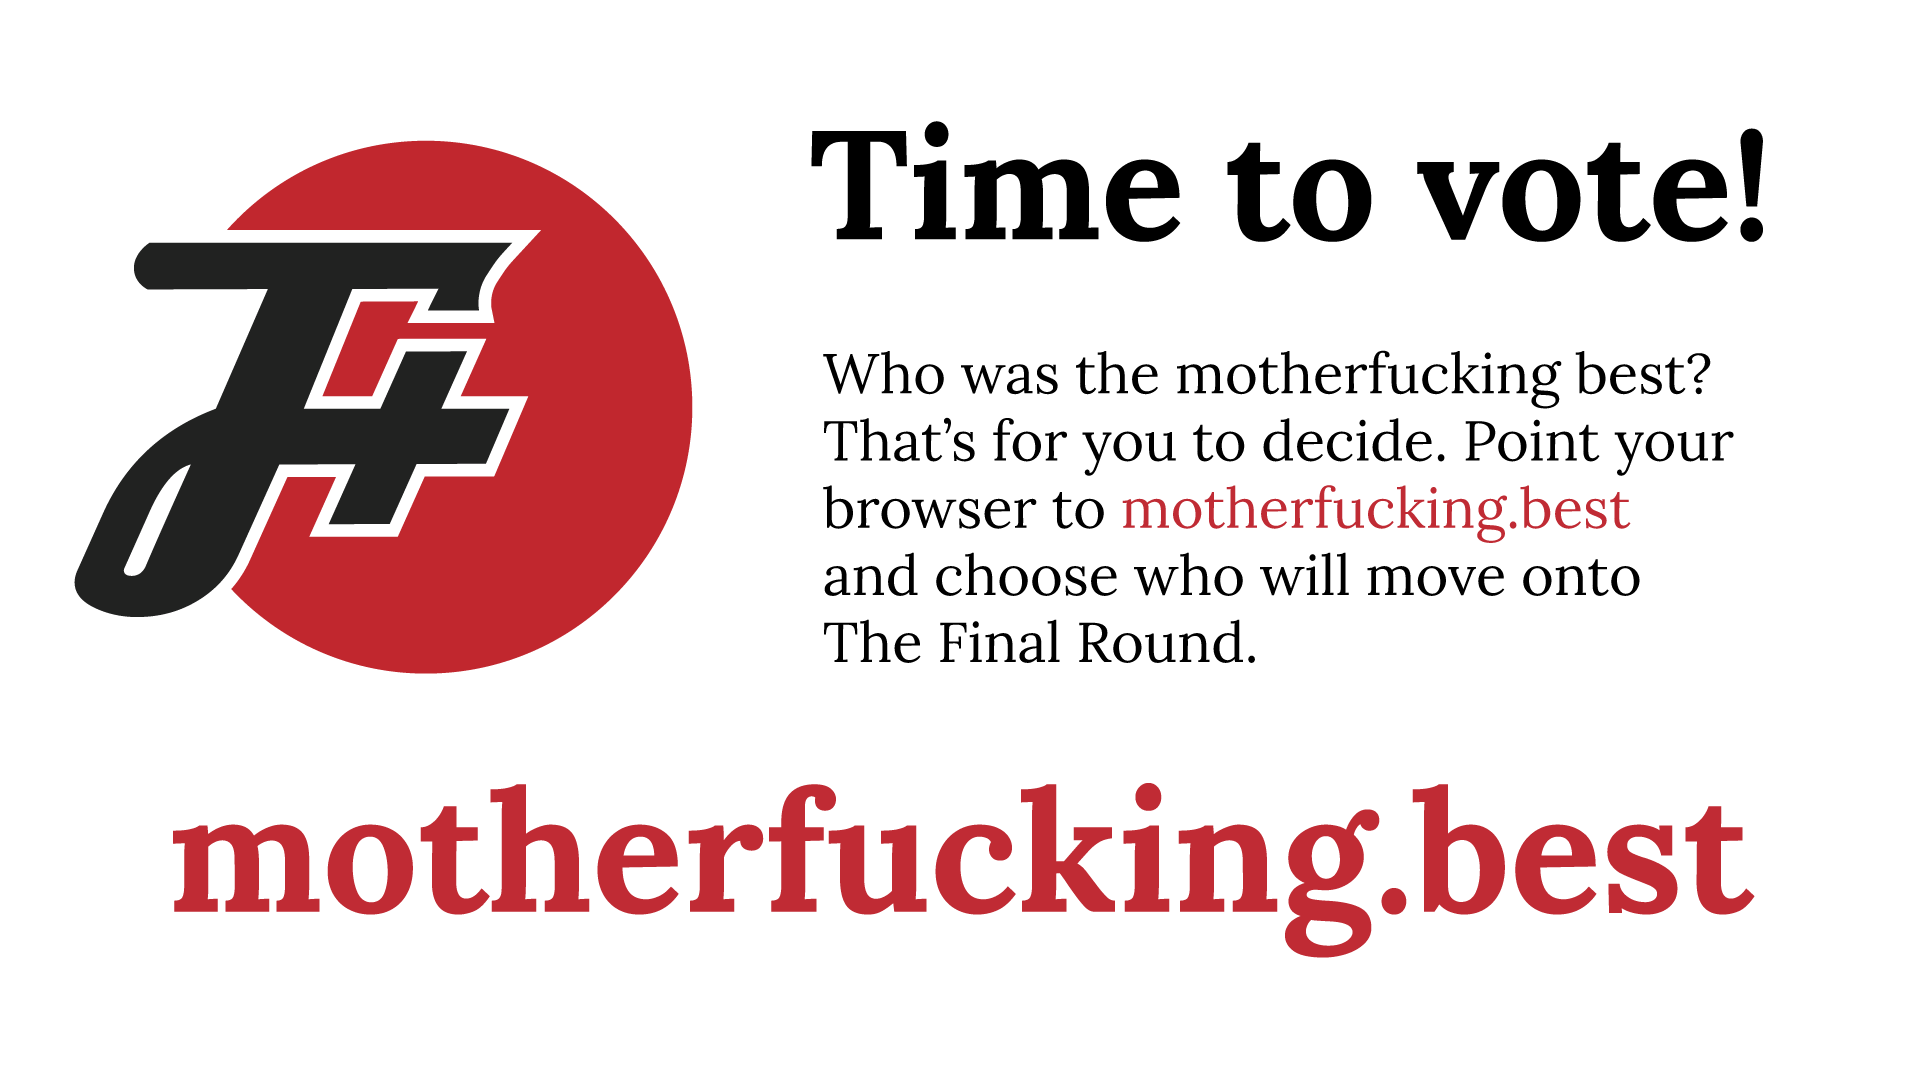 Time to vote!
Who was the motherfucking best?
That’s for you to decide. Point your
browser to motherfucking.best
and choose who will move onto
The Final Round.
motherfucking.best